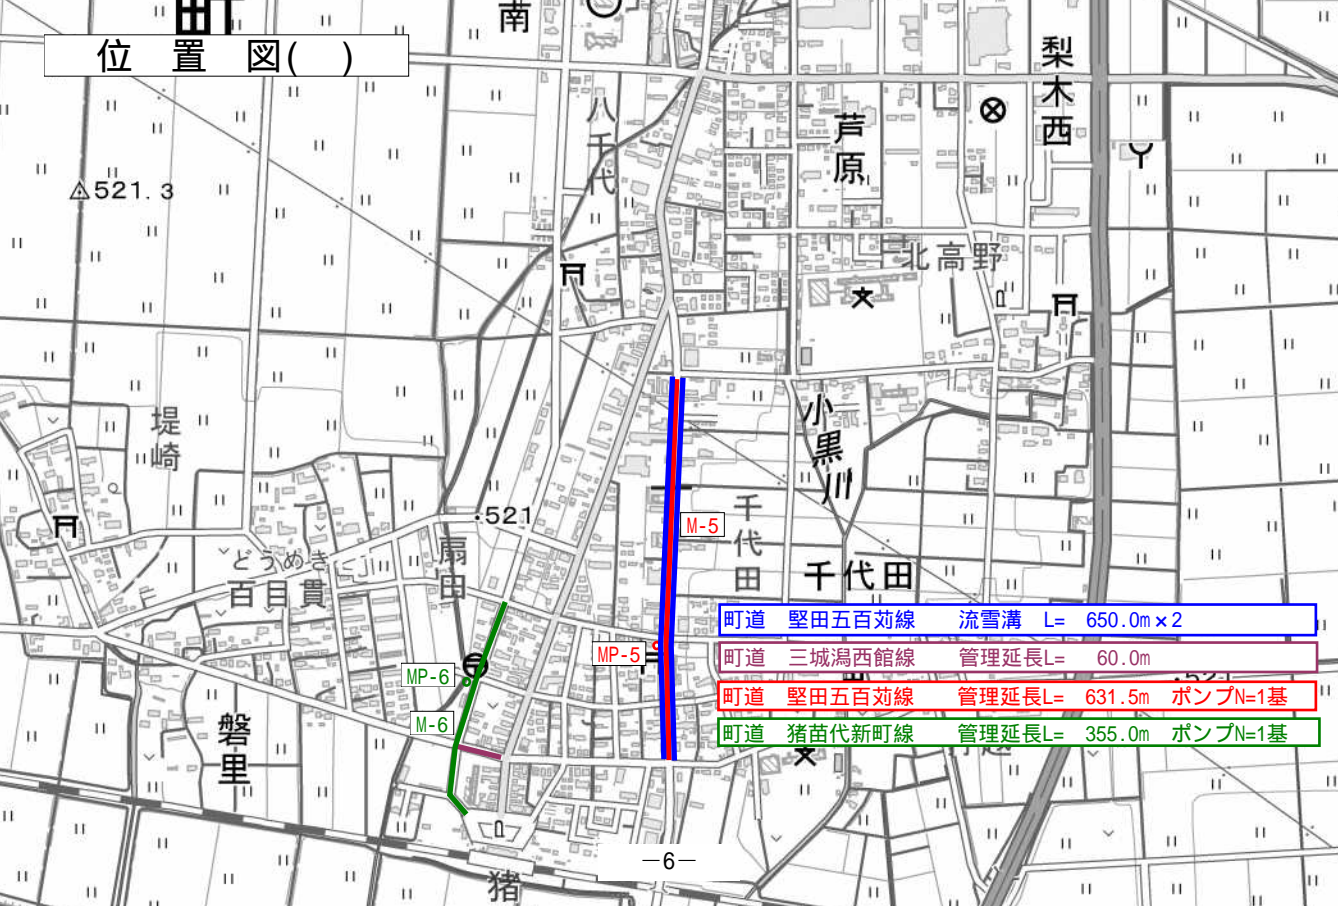 町
南
位 置 図( )
梨木西
八千代
芦原
521.3
北高野
堤崎
小黒川
521
千代田
M-5
扇田
どうめき
百目貫
千代田
町道 堅田五百苅線 流雪溝 L= 650.0m×2
MP-5
町道 三城潟西館線 管理延長L= 60.0m
MP-6
町道 堅田五百苅線 管理延長L= 631.5m ポンプN=1基
M-6
町道 猪苗代新町線 管理延長L= 355.0m ポンプN=1基
磐里
－6－
猪